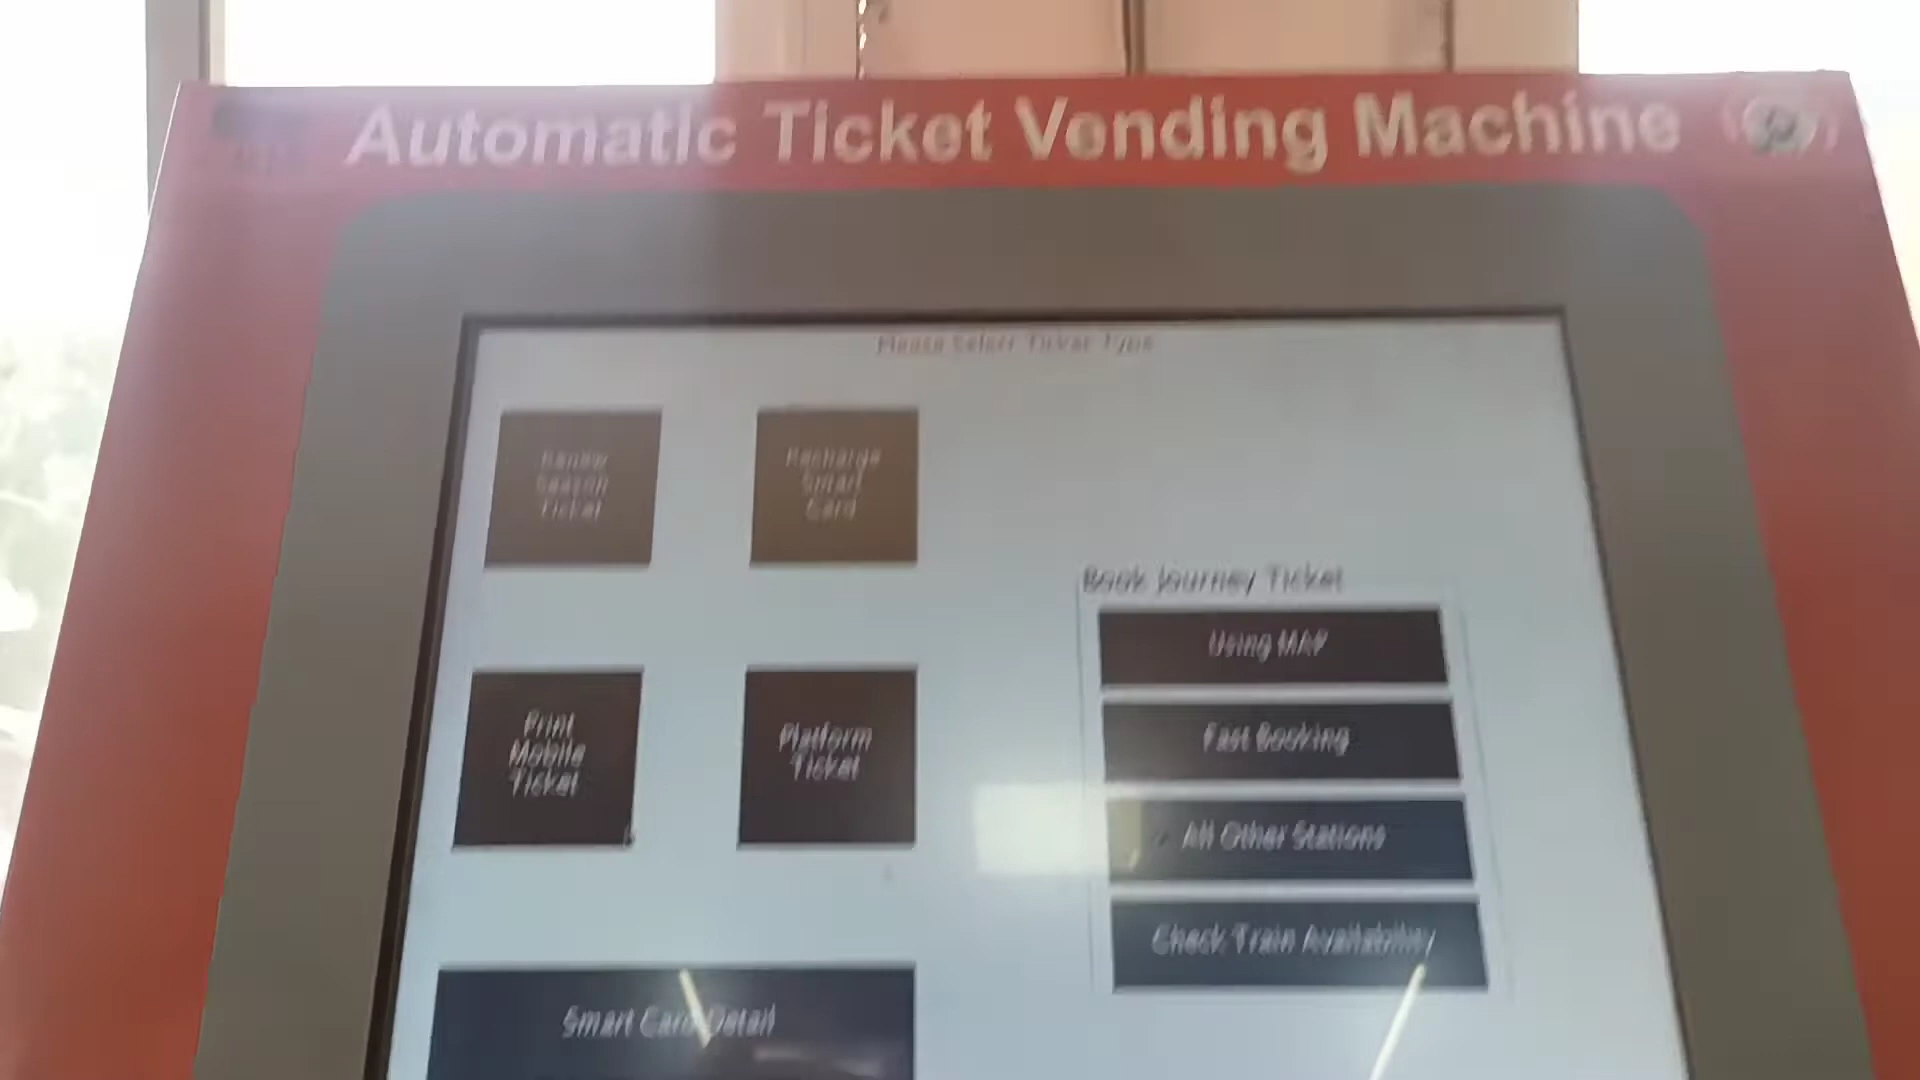 Automatic Ticket Vending Machine
Please Select Ticket Type
Renew
Season
Ticket
Recharge
Smart
Card
Book Journey Ticket
Using MAP
Fast Booking
All Other Stations
Check Train Availability
Print
Mobile
Ticket
Platform
Ticket
Smart Card Detail